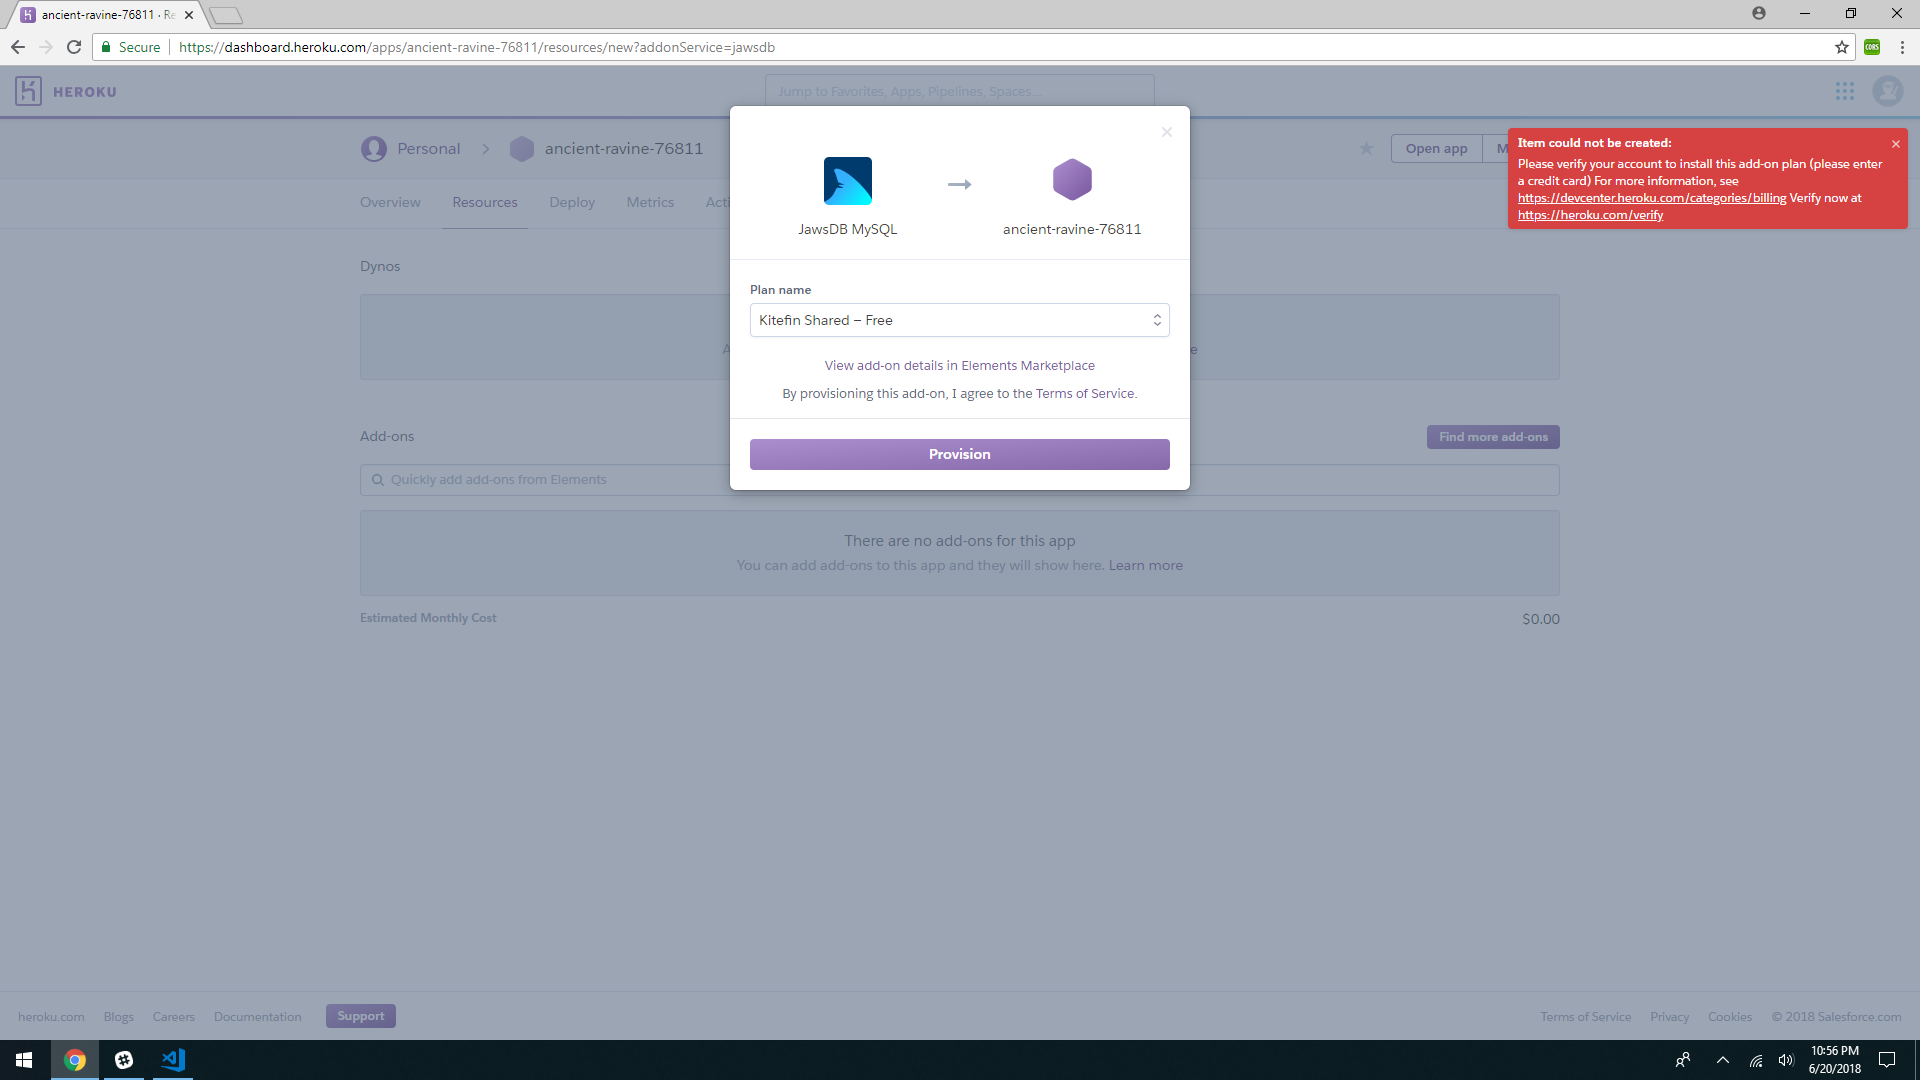 ancient-ravine-76811 · Re
Secure
https://dashboard.heroku.com/apps/ancient-ravine-76811/resources/new?addonService=jawsdb
CORS
HEROKU
Jump to Favorites, Apps, Pipelines, Spaces...
Personal > ancient-ravine-76811
Open app
M
Item could not be created:
Please verify your account to install this add-on plan (please enter
a credit card) For more information, see
https://devcenter.heroku.com/categories/billing Verify now at
https://heroku.com/verify
Overview
Resources
Deploy
Metrics
Acti
JawsDB MySQL
ancient-ravine-76811
Dynos
Plan name
Kitefin Shared – Free
A
e
View add-on details in Elements Marketplace
By provisioning this add-on, I agree to the Terms of Service.
Add-ons
Find more add-ons
Provision
Quickly add add-ons from Elements
There are no add-ons for this app
You can add add-ons to this app and they will show here. Learn more
Estimated Monthly Cost
$0.00
heroku.com
Blogs
Careers
Documentation
Support
Terms of Service
Privacy
Cookies
© 2018 Salesforce.com
10:56 PM
6/20/2018